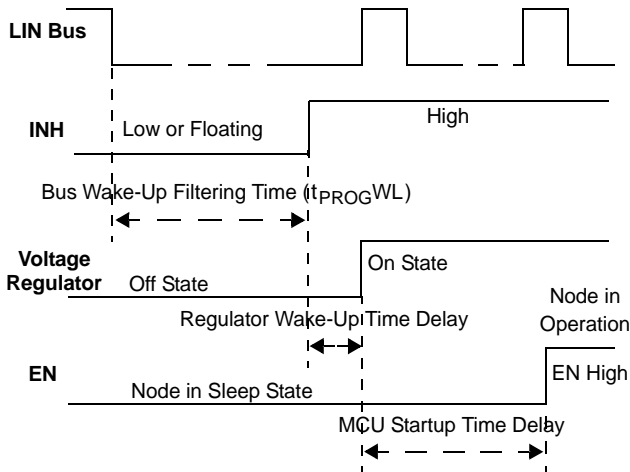 LIN Bus
INH
Low or Floating
High
Bus Wake-Up Filtering Time (tPROGWL)
Voltage
Regulator
Off State
On State
Regulator Wake-Up Time Delay
Node in
Operation
EN
Node in Sleep State
EN High
MCU Startup Time Delay